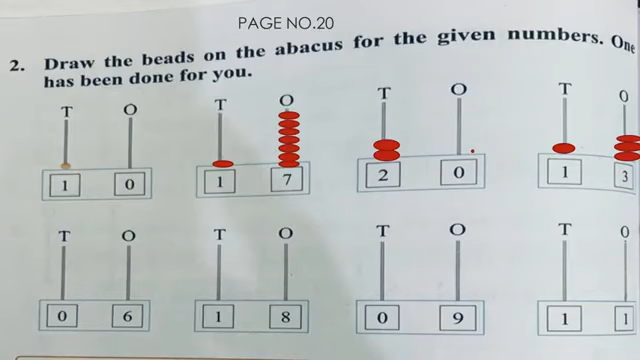 PAGE NO.20
2. Draw the beads on the abacus for the given numbers. One
has been done for you.
T O T O T O T O
1 0 1 7 2 0 1 3
T O T O T O T O
0 6 1 8 0 9 1 1